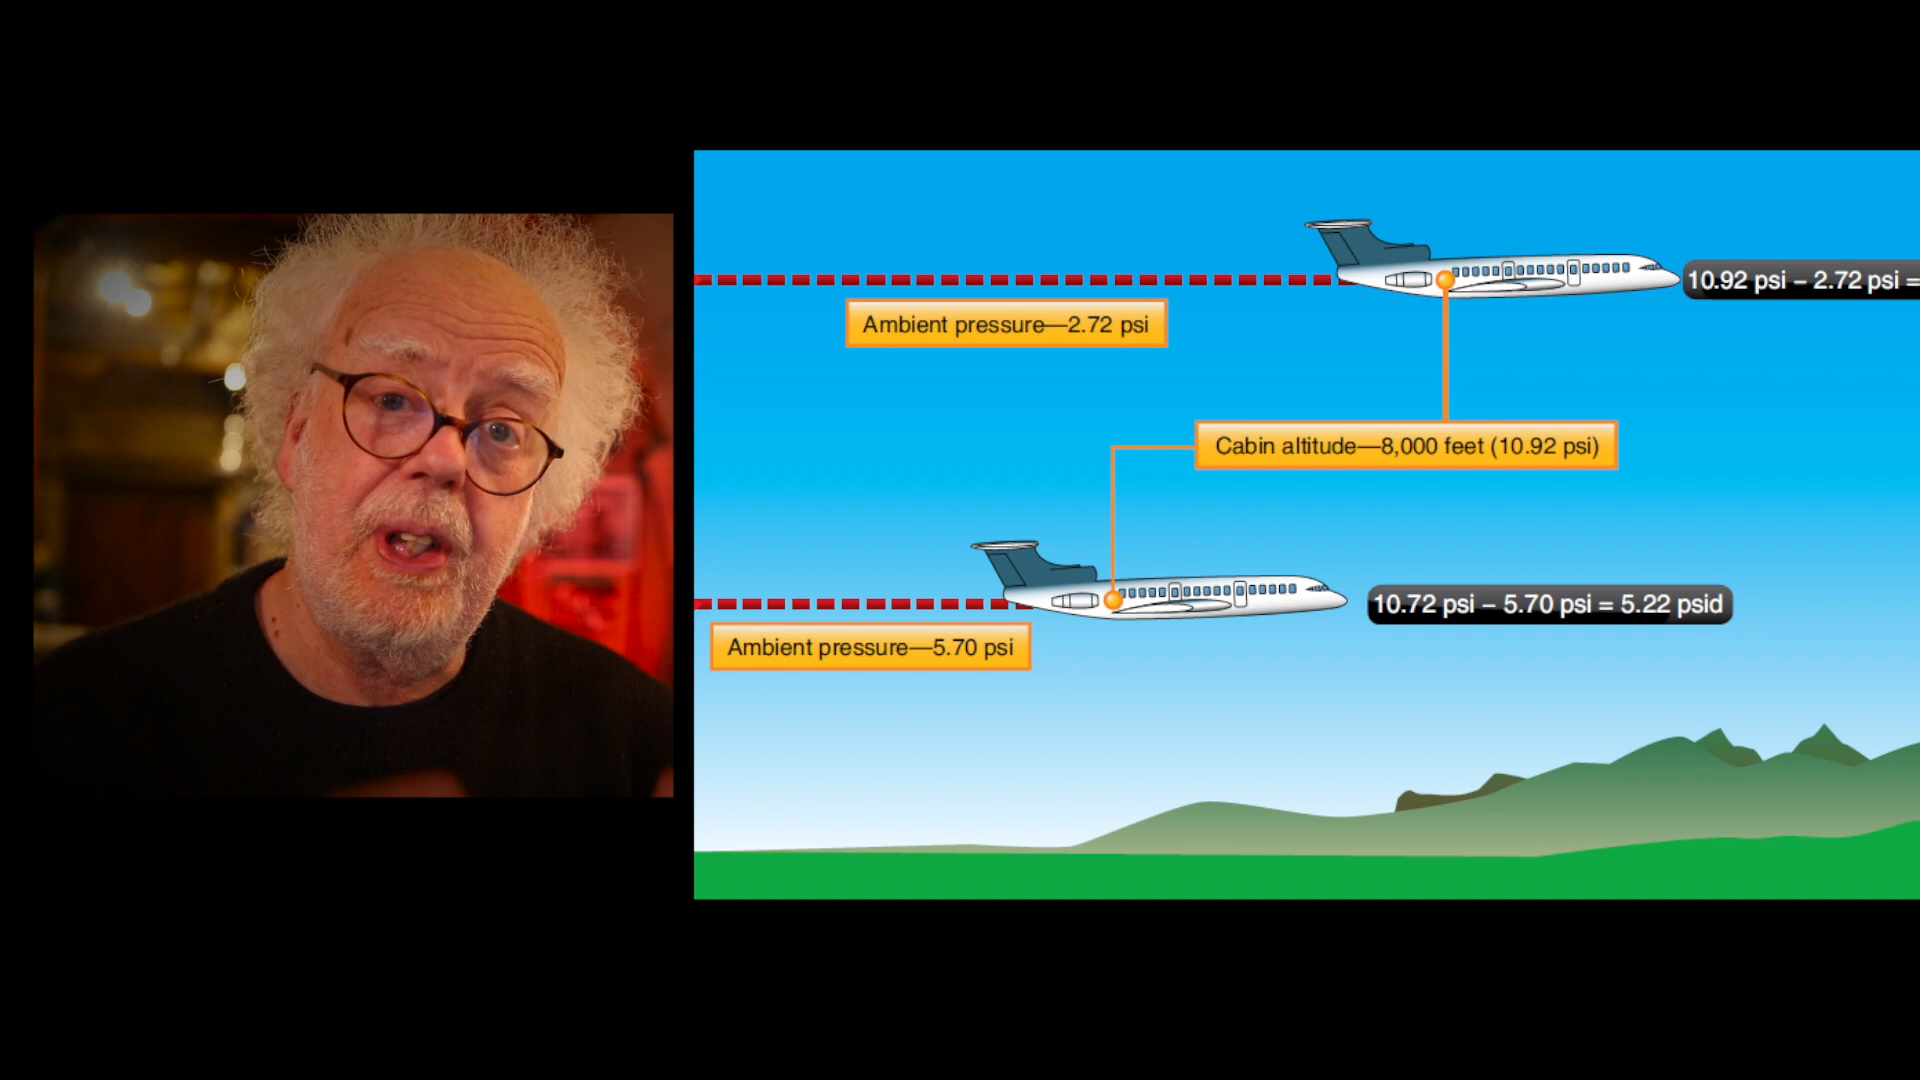 10.92 psi – 2.72 psi =
Ambient pressure—2.72 psi
Cabin altitude—8,000 feet (10.92 psi)
10.72 psi – 5.70 psi = 5.22 psid
Ambient pressure—5.70 psi